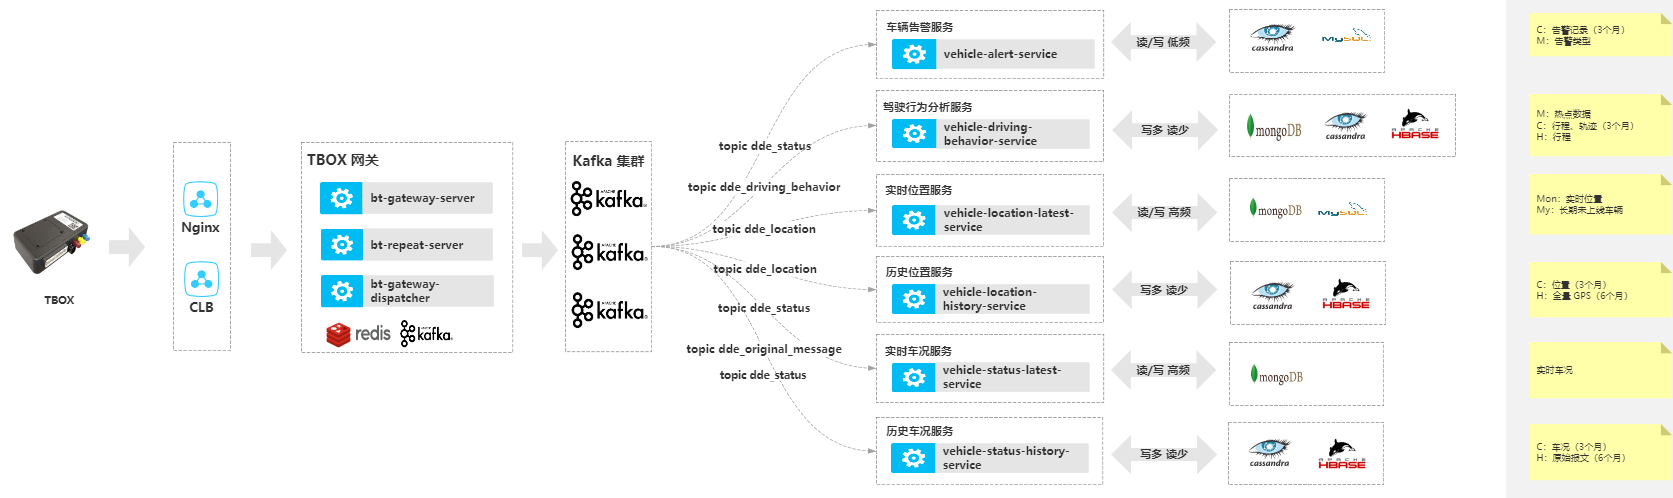 TBOX
Nginx
CLB
TBOX 网关
bt-gateway-server
bt-repeat-server
bt-gateway-
dispatcher
redis
APACHE
kafka
Kafka 集群
APACHE
kafka
APACHE
kafka
APACHE
kafka
topic dde_status
topic dde_driving_behavior
topic dde_location
topic dde_location
topic dde_status
topic dde_original_message
topic dde_status
车辆告警服务
vehicle-alert-service
读/写 低频
cassandra
MySQL
C：告警记录（3个月）
M：告警类型
驾驶行为分析服务
vehicle-driving-
behavior-service
写多 读少
mongoDB
cassandra
APACHE
HBASE
M：热点数据
C：行程、轨迹（3个月）
H：行程
实时位置服务
vehicle-location-latest-
service
读/写 高频
mongoDB
MySQL
Mon：实时位置
My：长期未上线车辆
历史位置服务
vehicle-location-
history-service
写多 读少
cassandra
APACHE
HBASE
C：位置（3个月）
H：全量 GPS（6个月）
实时车况服务
vehicle-status-latest-
service
读/写 高频
mongoDB
实时车况
历史车况服务
vehicle-status-history-
service
写多 读少
cassandra
APACHE
HBASE
C：车况（3个月）
H：原始报文（6个月）